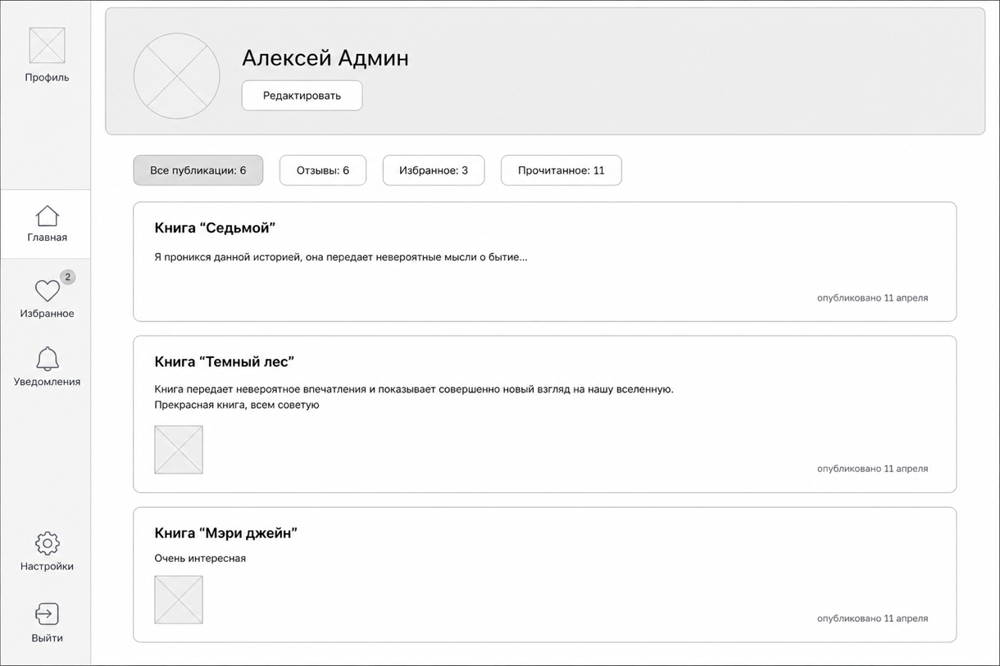 Профиль
Главная
2
Избранное
Уведомления
Настройки
Выйти
Алексей Админ
Редактировать
Все публикации: 6
Отзывы: 6
Избранное: 3
Прочитанное: 11
Книга “Седьмой”
Я проникся данной историей, она передает невероятные мысли о бытие...
опубликовано 11 апреля
Книга “Темный лес”
Книга передает невероятное впечатления и показывает совершенно новый взгляд на нашу вселенную.
Прекрасная книга, всем советую
опубликовано 11 апреля
Книга “Мэри джейн”
Очень интересная
опубликовано 11 апреля